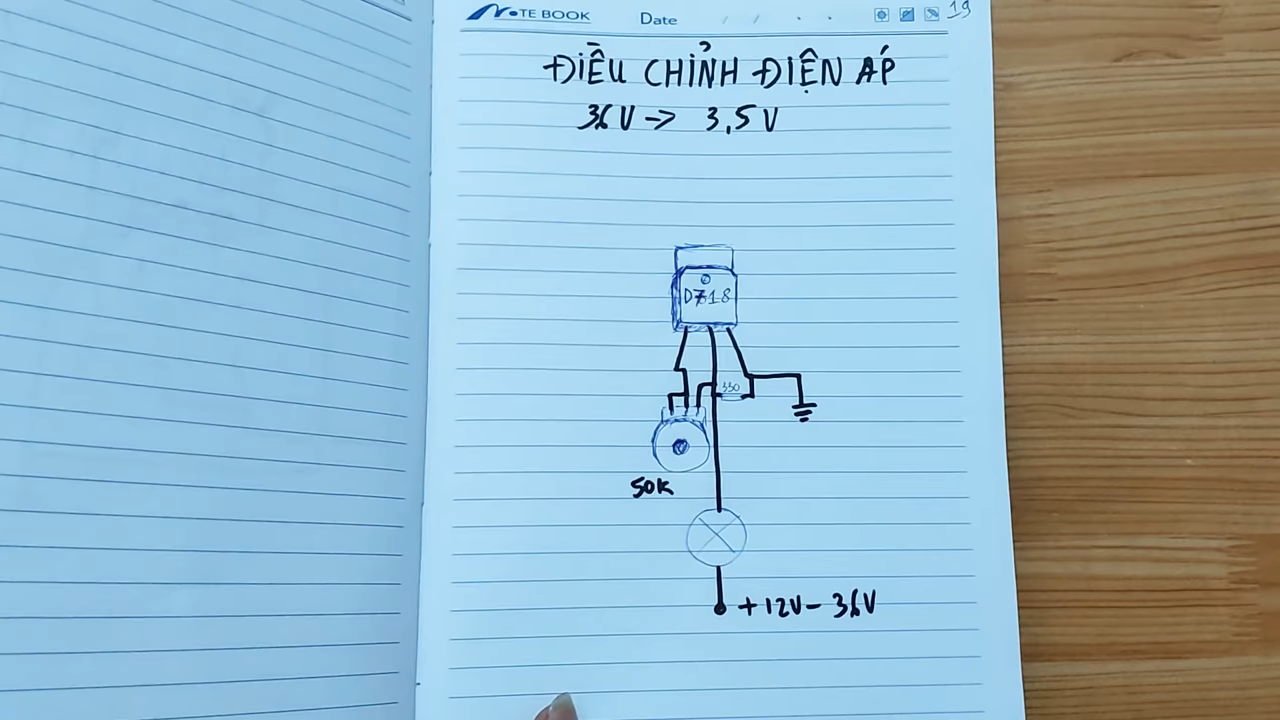 NOTE BOOK Date / / . . 19
ĐIỀU CHỈNH ĐIỆN ÁP
36V → 3,5V
D718
330
50K
+12V - 36V